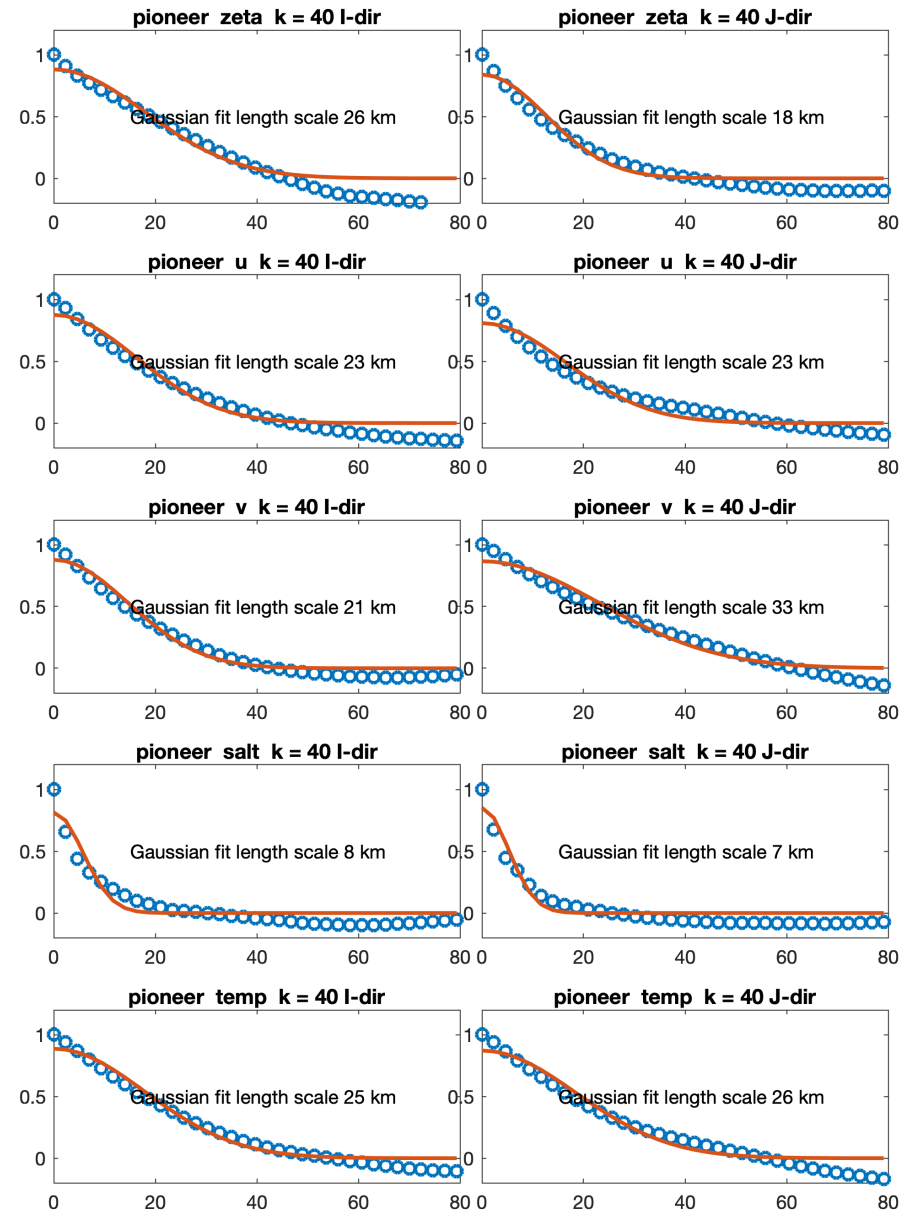 pioneer zeta k = 40 I-dir
1
0.5
0
Gaussian fit length scale 26 km
0 20 40 60 80
pioneer zeta k = 40 J-dir
1
0.5
0
Gaussian fit length scale 18 km
0 20 40 60 80
pioneer u k = 40 I-dir
1
0.5
0
Gaussian fit length scale 23 km
0 20 40 60 80
pioneer u k = 40 J-dir
1
0.5
0
Gaussian fit length scale 23 km
0 20 40 60 80
pioneer v k = 40 I-dir
1
0.5
0
Gaussian fit length scale 21 km
0 20 40 60 80
pioneer v k = 40 J-dir
1
0.5
0
Gaussian fit length scale 33 km
0 20 40 60 80
pioneer salt k = 40 I-dir
1
0.5
0
Gaussian fit length scale 8 km
0 20 40 60 80
pioneer salt k = 40 J-dir
1
0.5
0
Gaussian fit length scale 7 km
0 20 40 60 80
pioneer temp k = 40 I-dir
1
0.5
0
Gaussian fit length scale 25 km
0 20 40 60 80
pioneer temp k = 40 J-dir
1
0.5
0
Gaussian fit length scale 26 km
0 20 40 60 80